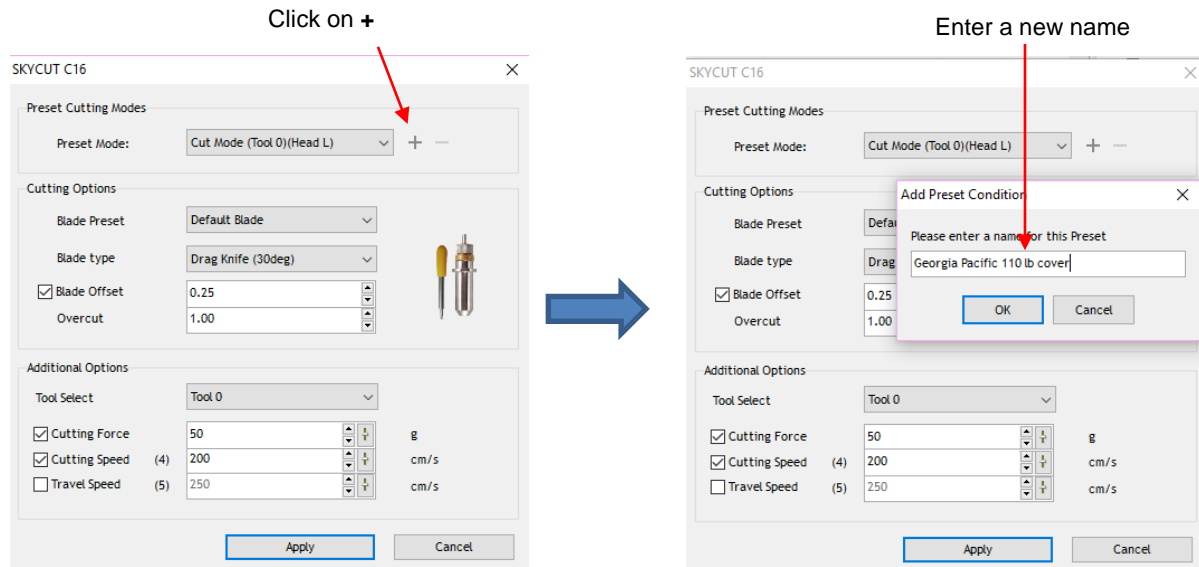 Click on +
SKYCUT C16
Preset Cutting Modes
Preset Mode: Cut Mode (Tool 0)(Head L)
Cutting Options
Blade Preset Default Blade
Blade type Drag Knife (30deg)
Blade Offset 0.25
Overcut 1.00
Additional Options
Tool Select Tool 0
Cutting Force 50 g
Cutting Speed (4) 200 cm/s
Travel Speed (5) 250 cm/s
Apply Cancel
Enter a new name
SKYCUT C16
Preset Cutting Modes
Preset Mode: Cut Mode (Tool 0)(Head L)
Cutting Options
Blade Preset Defau
Blade type Drag
Blade Offset 0.25
Overcut 1.00
Add Preset Condition
Please enter a name for this Preset
Georgia Pacific 110 lb cover
OK Cancel
Additional Options
Tool Select Tool 0
Cutting Force 50 g
Cutting Speed (4) 200 cm/s
Travel Speed (5) 250 cm/s
Apply Cancel